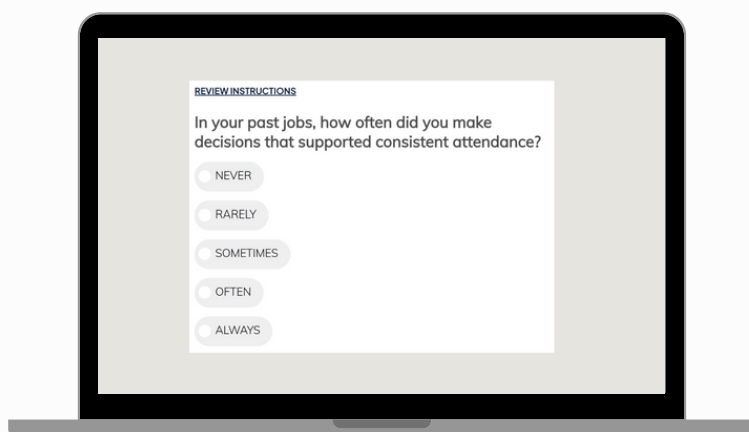 REVIEW INSTRUCTIONS
In your past jobs, how often did you make
decisions that supported consistent attendance?
NEVER
RARELY
SOMETIMES
OFTEN
ALWAYS